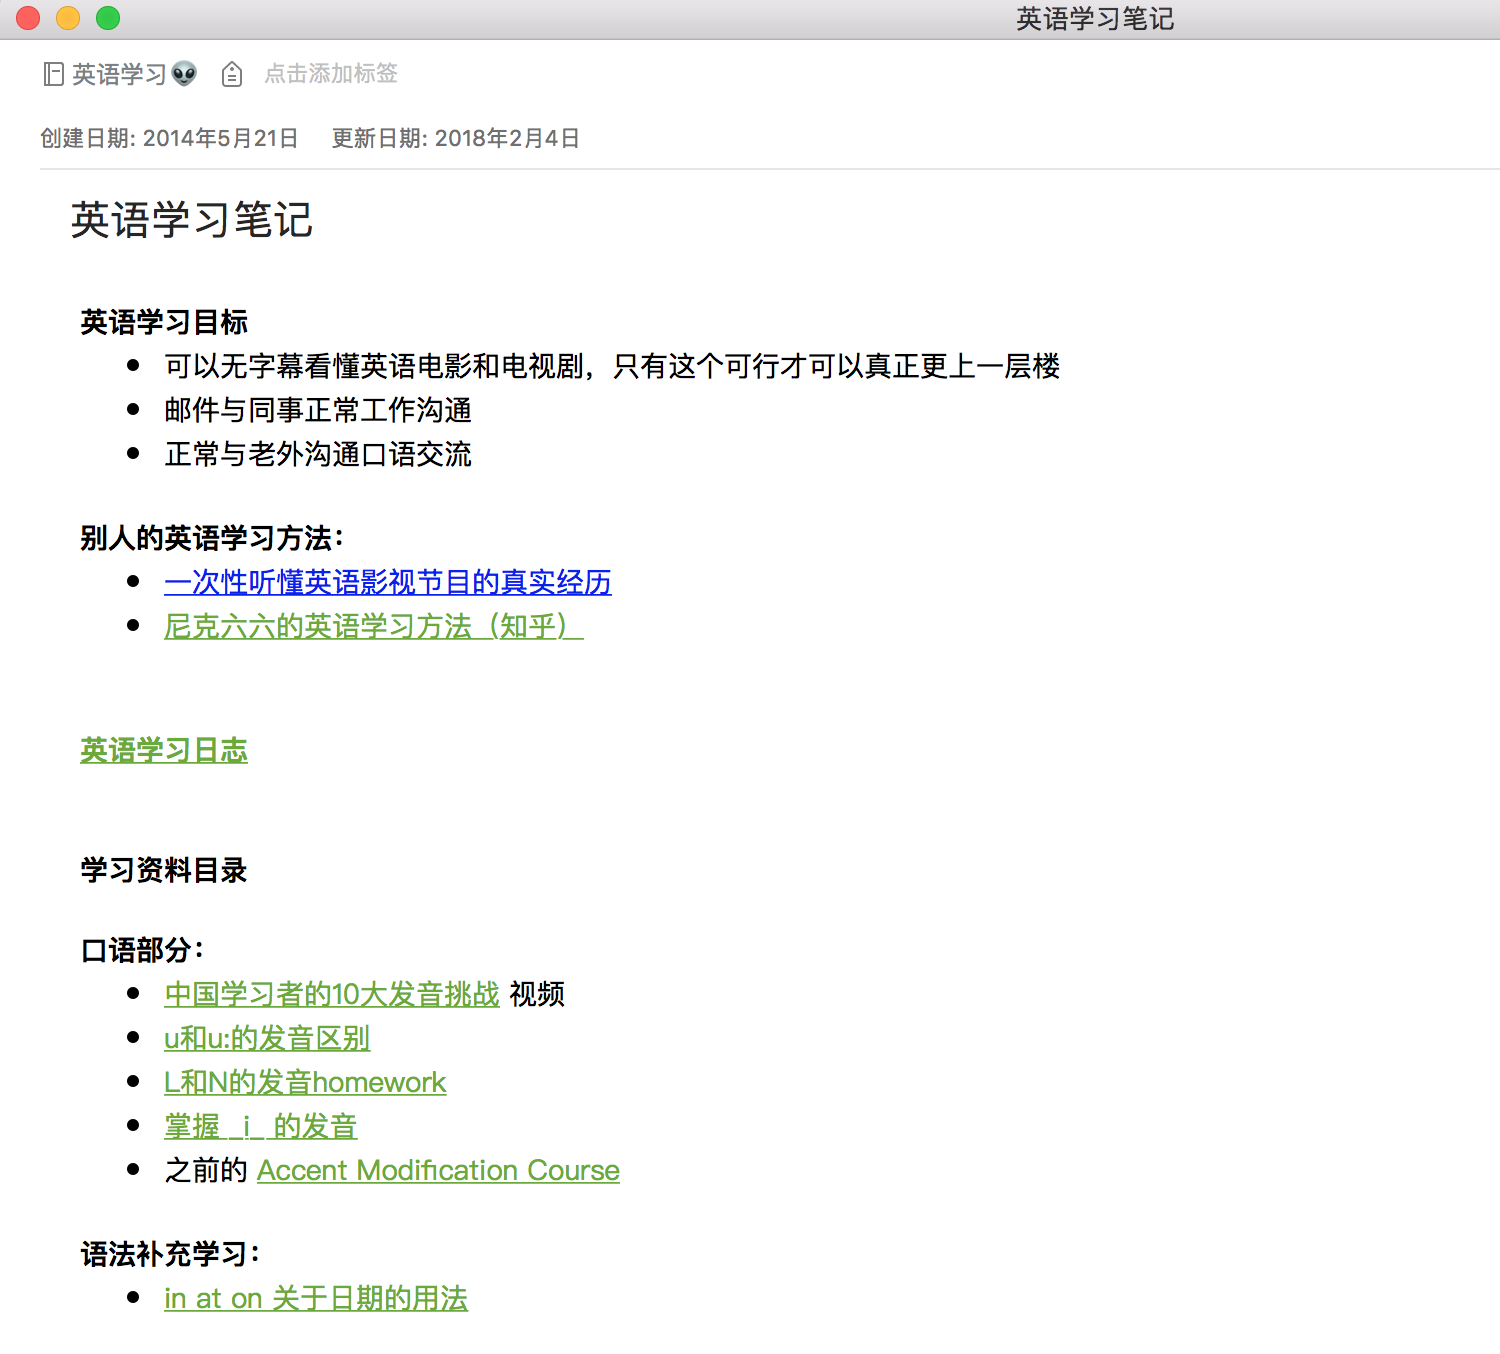 英语学习笔记
英语学习👽 点击添加标签
创建日期: 2014年5月21日 更新日期: 2018年2月4日
英语学习笔记
英语学习目标
可以无字幕看懂英语电影和电视剧，只有这个可行才可以真正更上一层楼
邮件与同事正常工作沟通
正常与老外沟通口语交流
别人的英语学习方法：
一次性听懂英语影视节目的真实经历
尼克六六的英语学习方法（知乎）
英语学习日志
学习资料目录
口语部分：
中国学习者的10大发音挑战 视频
u和u:的发音区别
L和N的发音homework
掌握 _i_ 的发音
之前的 Accent Modification Course
语法补充学习：
in at on 关于日期的用法